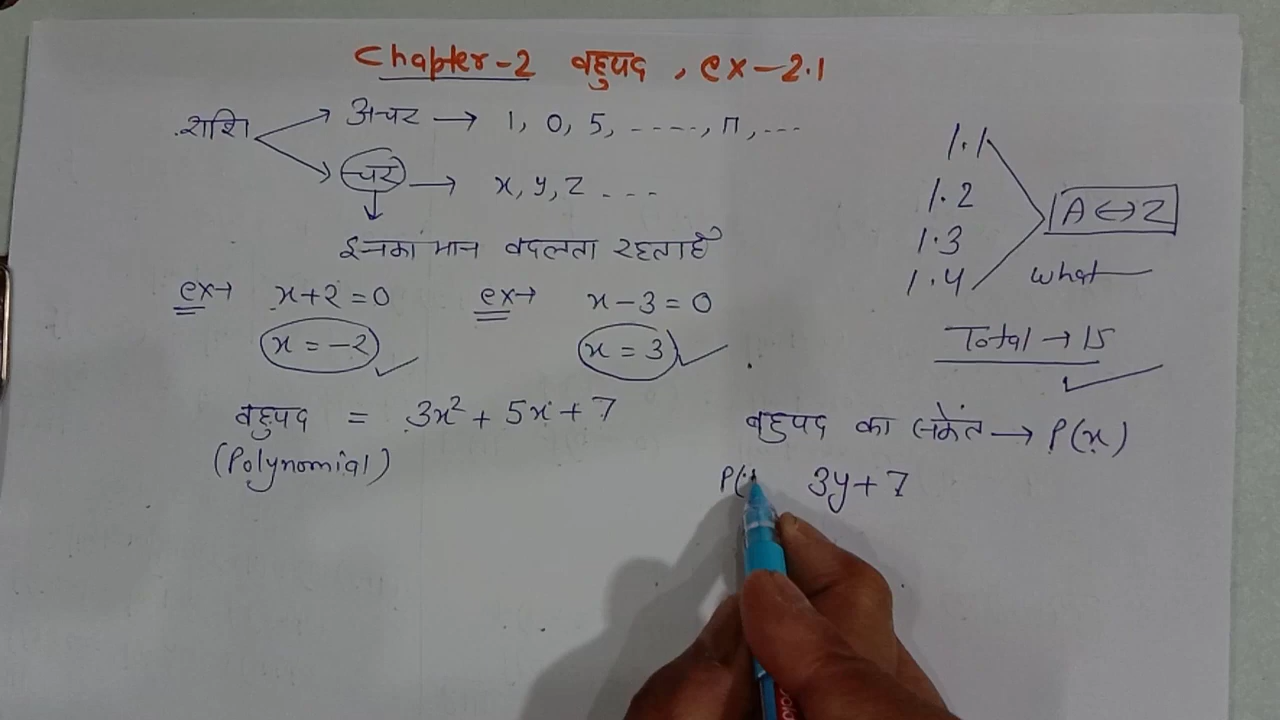 Chapter-2 बहुपद, ex-2.1
राशि
अचर → 1, 0, 5, ----, π, ---
चर → x, y, z ---
इनका मान बदलता रहता है
ex→ x+2=0
x=-2
ex→ x-3=0
x=3
बहुपद = 3x²+5x+7
(Polynomial)
1.1
1.2
1.3
1.4
A↔Z
what
Total → 15
बहुपद का संकेत → P(x)
P( 3y+7